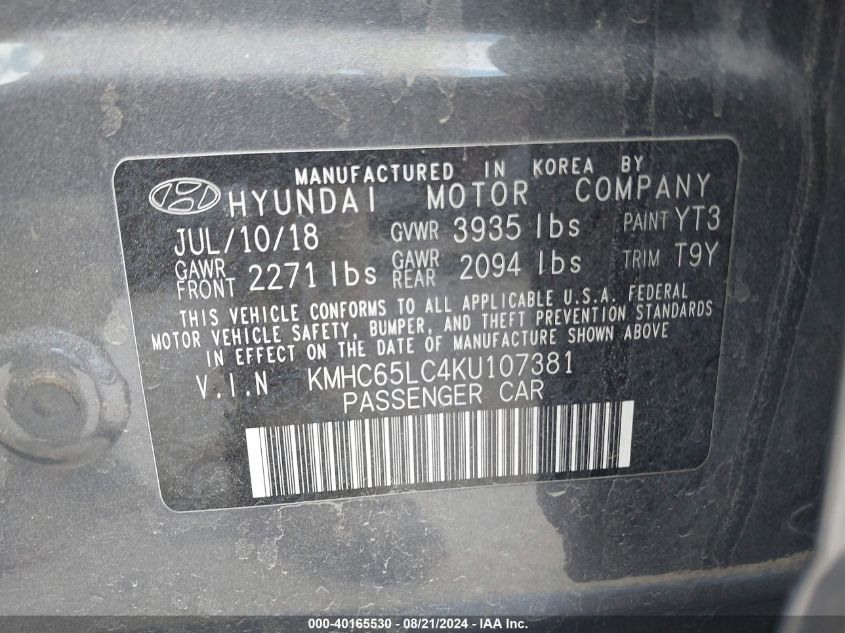 MANUFACTURED IN KOREA BY
HYUNDAI MOTOR COMPANY
JUL/10/18 GVWR 3935 lbs PAINT YT3
GAWR FRONT 2271 lbs GAWR REAR 2094 lbs TRIM T9Y
THIS VEHICLE CONFORMS TO ALL APPLICABLE U.S.A. FEDERAL
MOTOR VEHICLE SAFETY, BUMPER, AND THEFT PREVENTION STANDARDS
IN EFFECT ON THE DATE OF MANUFACTURE SHOWN ABOVE
V.I.N KMHC65LC4KU107381
PASSENGER CAR
000-40165530 - 08/21/2024 - IAA Inc.